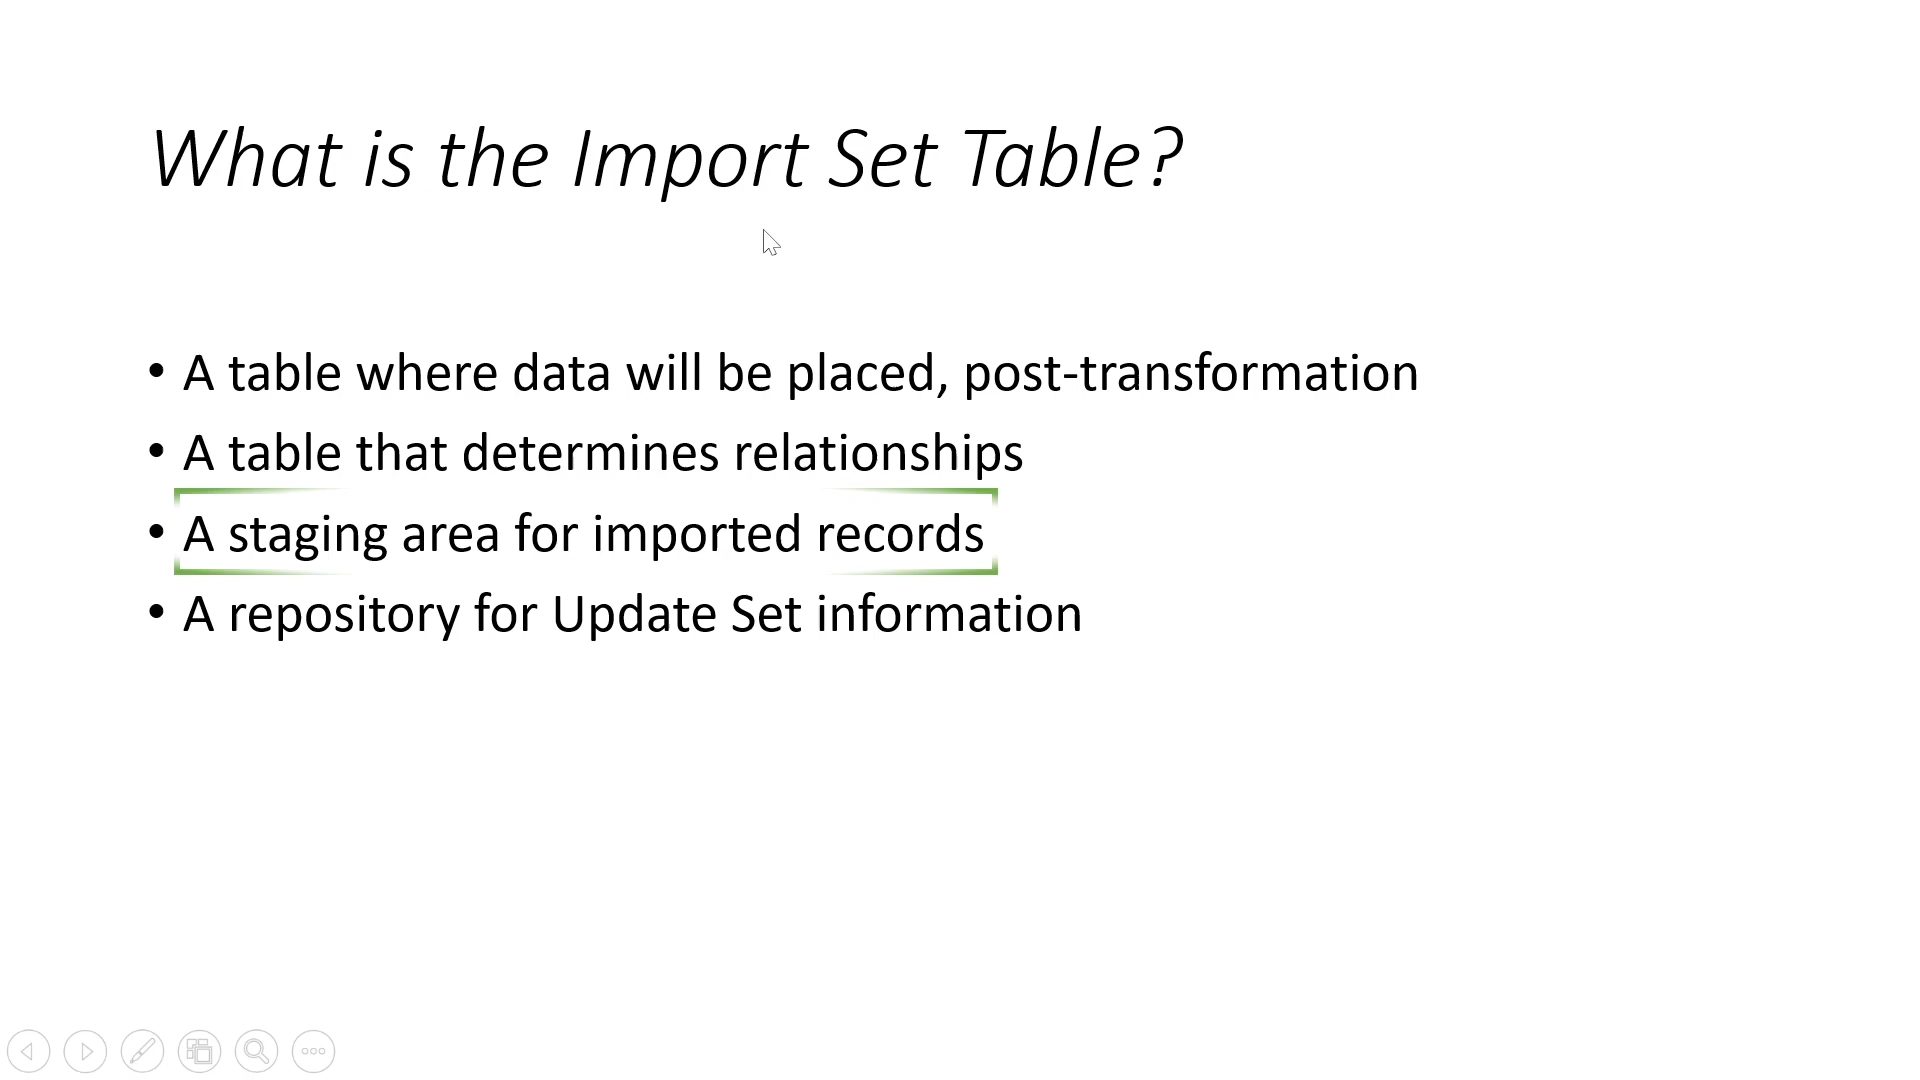 What is the Import Set Table?
• A table where data will be placed, post-transformation
• A table that determines relationships
• A staging area for imported records
• A repository for Update Set information